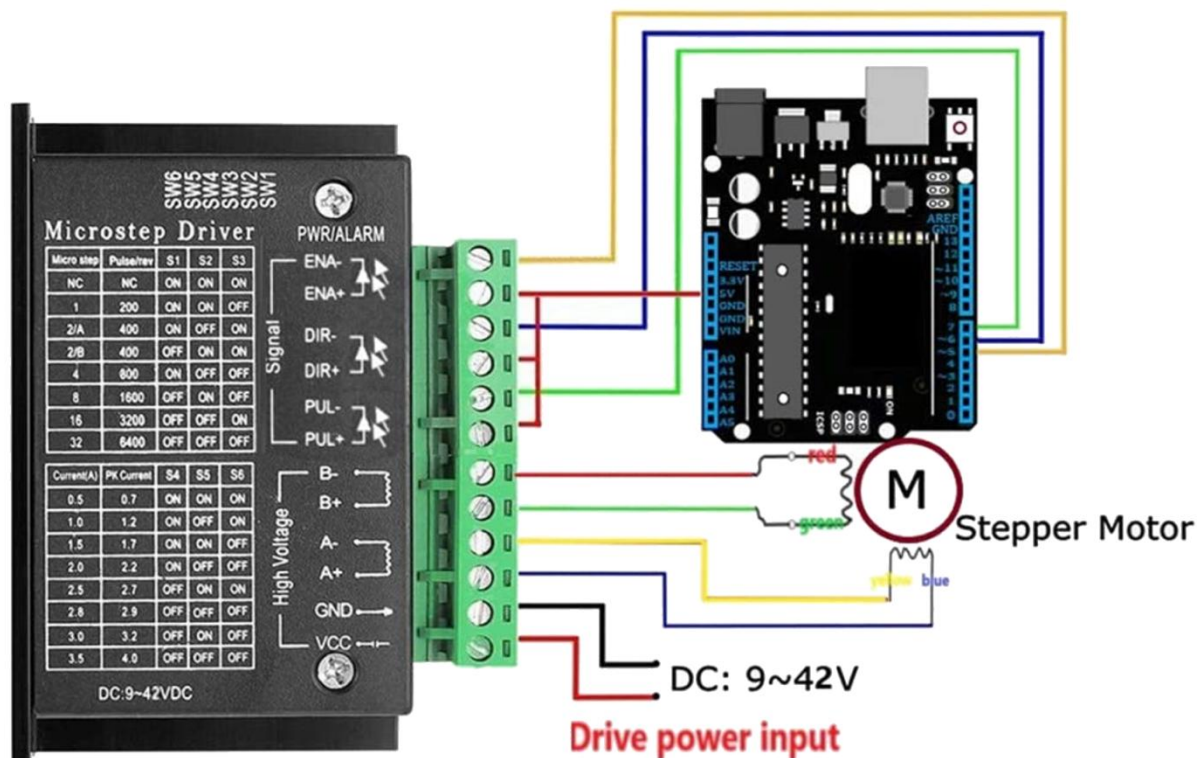 SW6
SW5
SW4
SW3
SW2
SW1
Microstep Driver
PWR/ALARM
Micro step Pulse/rev S1 S2 S3
NC NC ON ON ON
1 200 ON ON OFF
2/A 400 ON OFF ON
2/B 400 OFF ON ON
4 800 ON OFF OFF
8 1600 OFF ON OFF
16 3200 OFF OFF ON
32 6400 OFF OFF OFF
Current(A) PK Current S4 S5 S6
0.5 0.7 ON ON ON
1.0 1.2 ON OFF ON
1.5 1.7 ON ON OFF
2.0 2.2 ON OFF OFF
2.5 2.7 OFF ON ON
2.8 2.9 OFF OFF ON
3.0 3.2 OFF ON OFF
3.5 4.0 OFF OFF OFF
DC:9~42VDC
Signal
ENA-
ENA+
DIR-
DIR+
PUL-
PUL+
High Voltage
B-
B+
A-
A+
GND
VCC
RESET
3.3V
5V
GND
GND
VIN
A0
A1
A2
A3
A4
A5
AREF
GND
13
12
~11
~10
~9
8
7
~6
~5
4
~3
2
1
0
ICSP
ON
red
green
M
Stepper Motor
yellow blue
DC: 9~42V
Drive power input